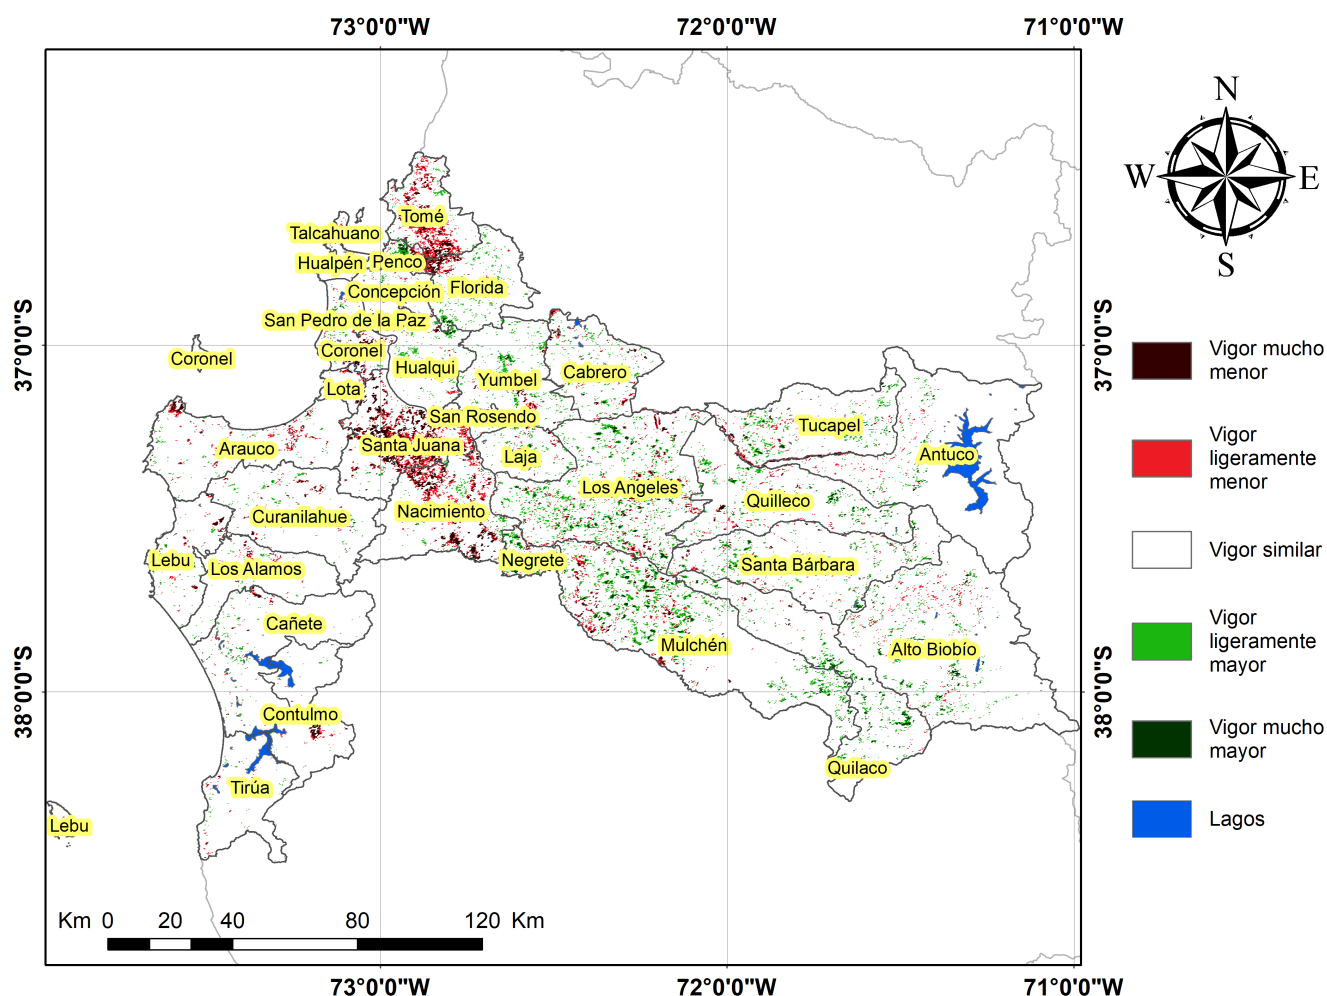 73°0'0"W
72°0'0"W
71°0'0"W
N
W
E
S
37°0'0"S
37°0'0"S
38°0'0"S
38°0'0"S
Tomé
Talcahuano
Hualpén
Penco
Concepción
Florida
San Pedro de la Paz
Coronel
Coronel
Hualqui
Yumbel
Cabrero
Lota
San Rosendo
Tucapel
Arauco
Santa Juana
Laja
Antuco
Los Angeles
Quilleco
Curanilahue
Nacimiento
Lebu
Los Alamos
Negrete
Santa Bárbara
Cañete
Mulchén
Alto Biobío
Contulmo
Quilaco
Tirúa
Lebu
Vigor mucho
menor
Vigor
ligeramente
menor
Vigor similar
Vigor
ligeramente
mayor
Vigor mucho
mayor
Lagos
Km 0 20 40 80 120 Km
73°0'0"W
72°0'0"W
71°0'0"W